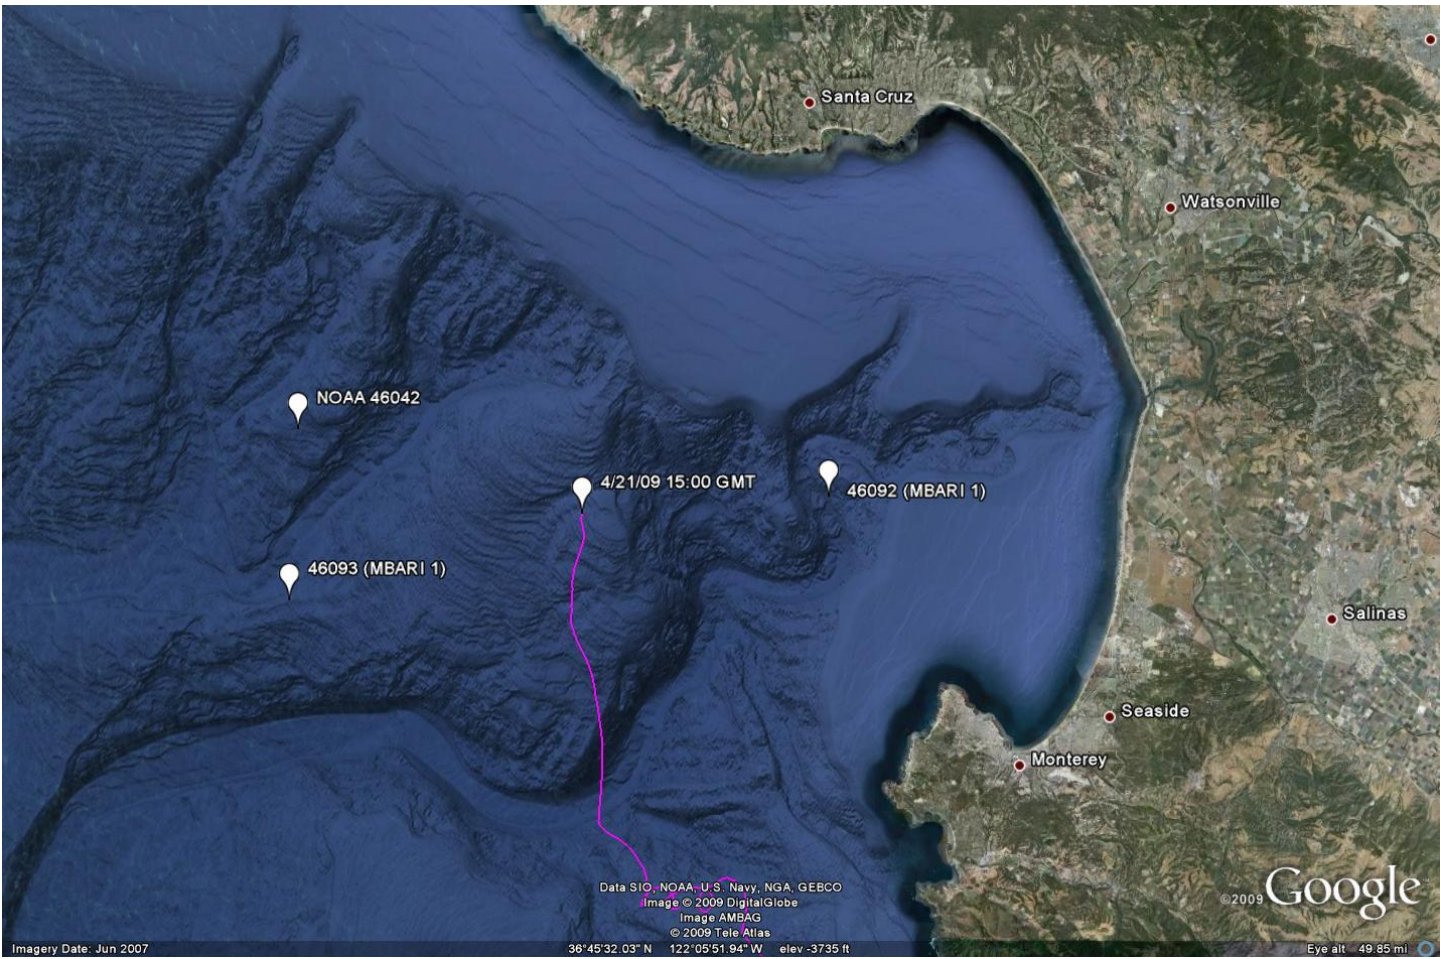 Santa Cruz
Watsonville
NOAA 46042
4/21/09 15:00 GMT
46092 (MBARI 1)
46093 (MBARI 1)
Salinas
Seaside
Monterey
Data SIO, NOAA, U.S. Navy, NGA, GEBCO
Image © 2009 DigitalGlobe
Image AMBAG
© 2009 Tele Atlas
©2009 Google
Imagery Date: Jun 2007 36°45'32.03" N 122°05'51.94" W elev -3735 ft Eye alt 49.85 mi